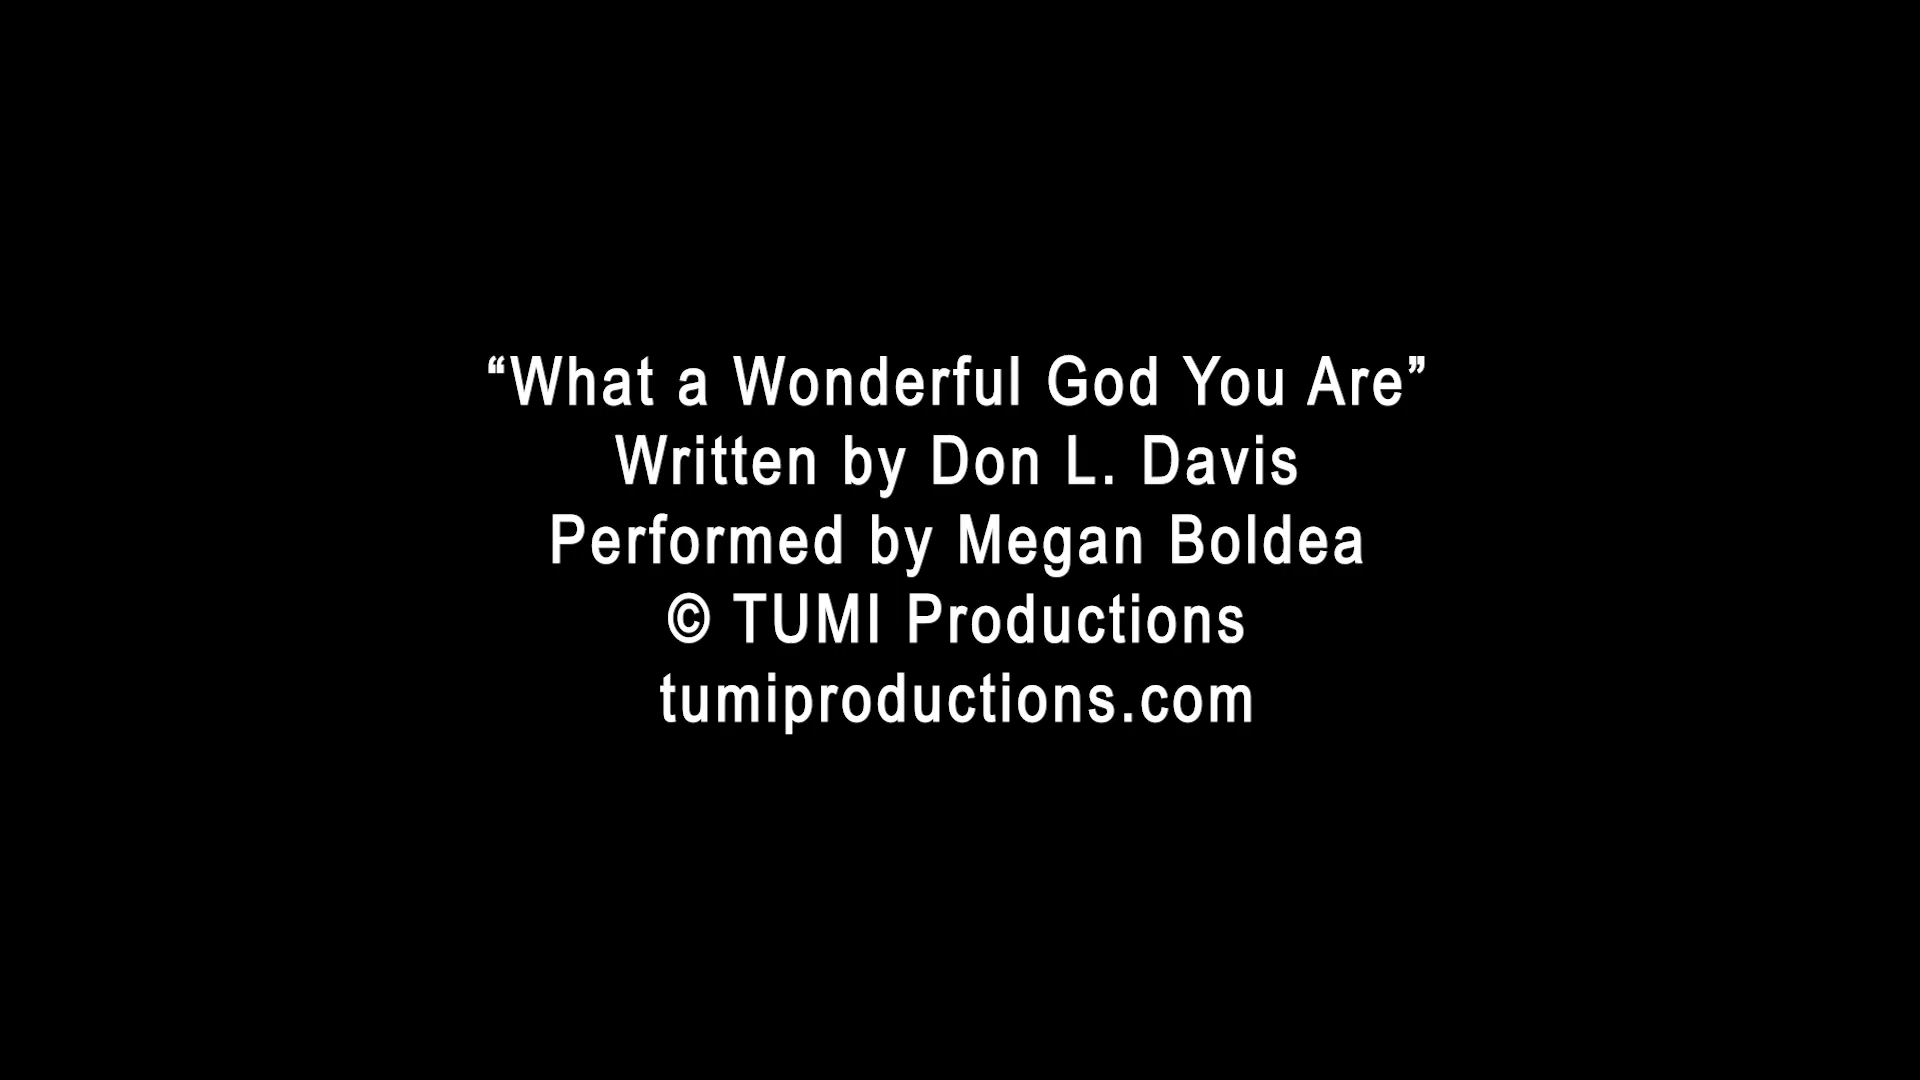 “What a Wonderful God You Are”
Written by Don L. Davis
Performed by Megan Boldea
© TUMI Productions
tumiproductions.com